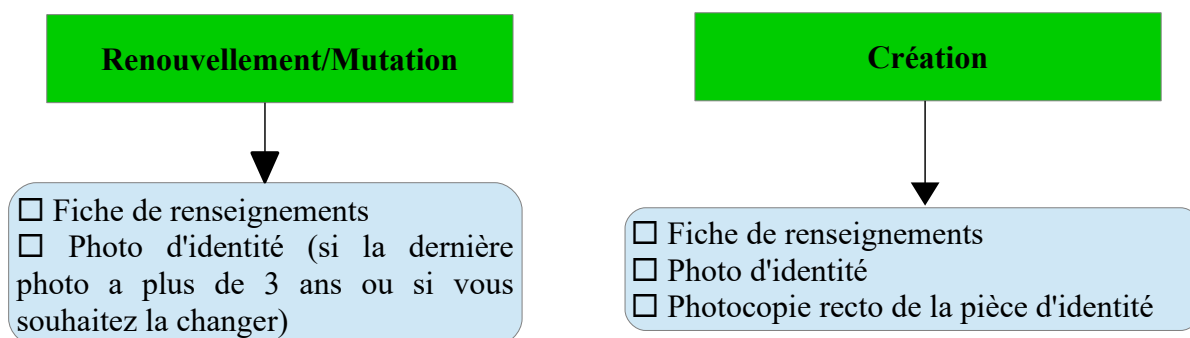 Renouvellement/Mutation
☐ Fiche de renseignements
☐ Photo d'identité (si la dernière
photo a plus de 3 ans ou si vous
souhaitez la changer)
Création
☐ Fiche de renseignements
☐ Photo d'identité
☐ Photocopie recto de la pièce d'identité